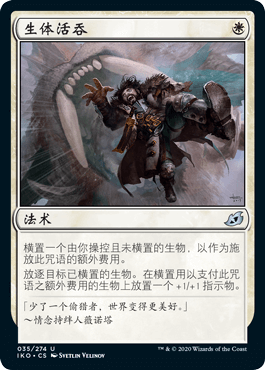 生体活吞
法术
横置一个由你操控且未横置的生物，以作为施
放此咒语的额外费用。
放逐目标已横置的生物。在横置用以支付此咒
语之额外费用的生物上放置一个 +1/+1 指示物。
「少了一个偷猎者，世界变得更美好。」
～情念持绊人薇诺塔
035/274 U
IKO • CS SVETLIN VELINOV
™ & © 2020 Wizards of the Coast